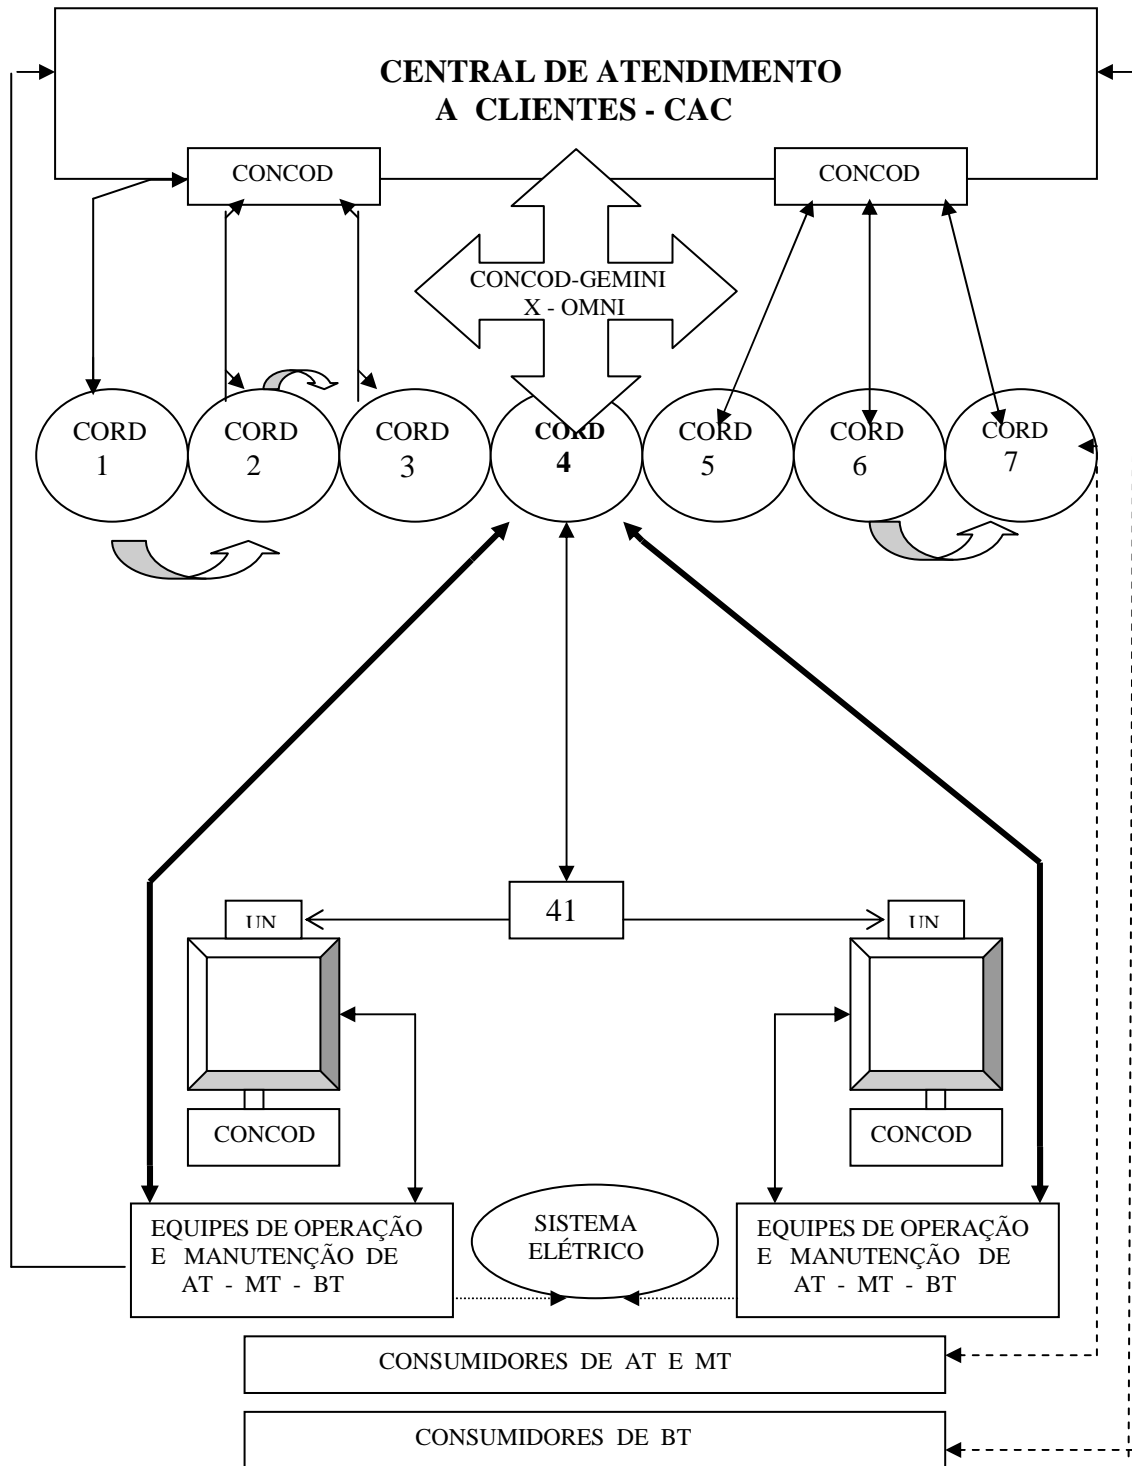 CENTRAL DE ATENDIMENTO
A CLIENTES - CAC
CONCOD
CONCOD
CONCOD-GEMINI
X - OMNI
CORD
1
CORD
2
CORD
3
CORD
4
CORD
5
CORD
6
CORD
7
41
UN
UN
CONCOD
CONCOD
EQUIPES DE OPERAÇÃO
E MANUTENÇÃO DE
AT - MT - BT
SISTEMA
ELÉTRICO
EQUIPES DE OPERAÇÃO
E MANUTENÇÃO DE
AT - MT - BT
CONSUMIDORES DE AT E MT
CONSUMIDORES DE BT